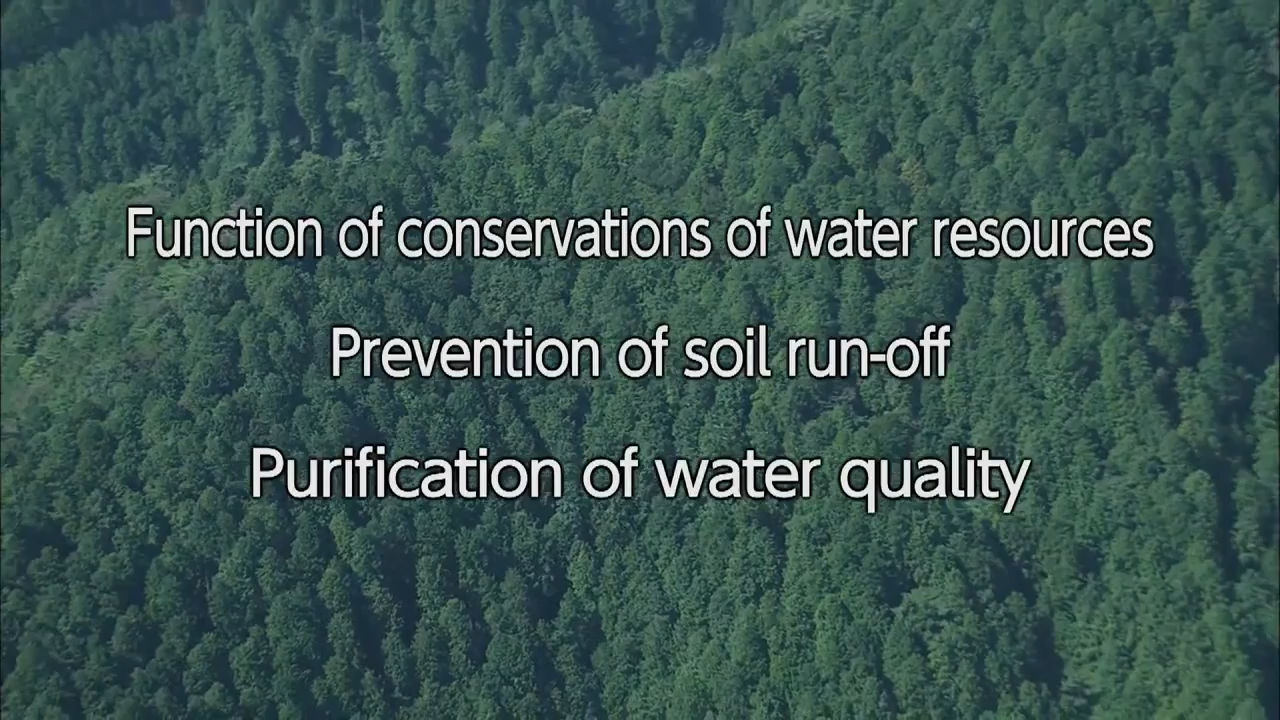 Function of conservations of water resources
Prevention of soil run-off
Purification of water quality